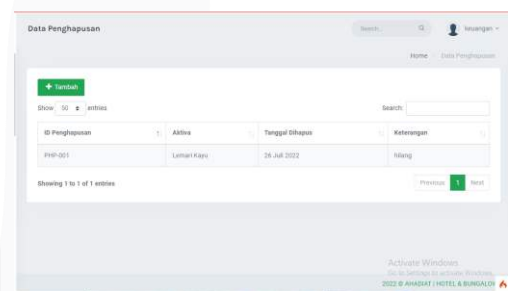 Data Penghapusan
Search..
keuangan
Home / Data Penghapusan
+ Tambah
Show 50 entries
Search:
ID Penghapusan Aktiva Tanggal Dihapus Keterangan
PHP-001 Lemari Kayu 26 Juli 2022 hilang
Showing 1 to 1 of 1 entries
Previous 1 Next
Activate Windows
Go to Settings to activate Windows.
2022 © AHASIAT | HOTEL & BUNGALOW